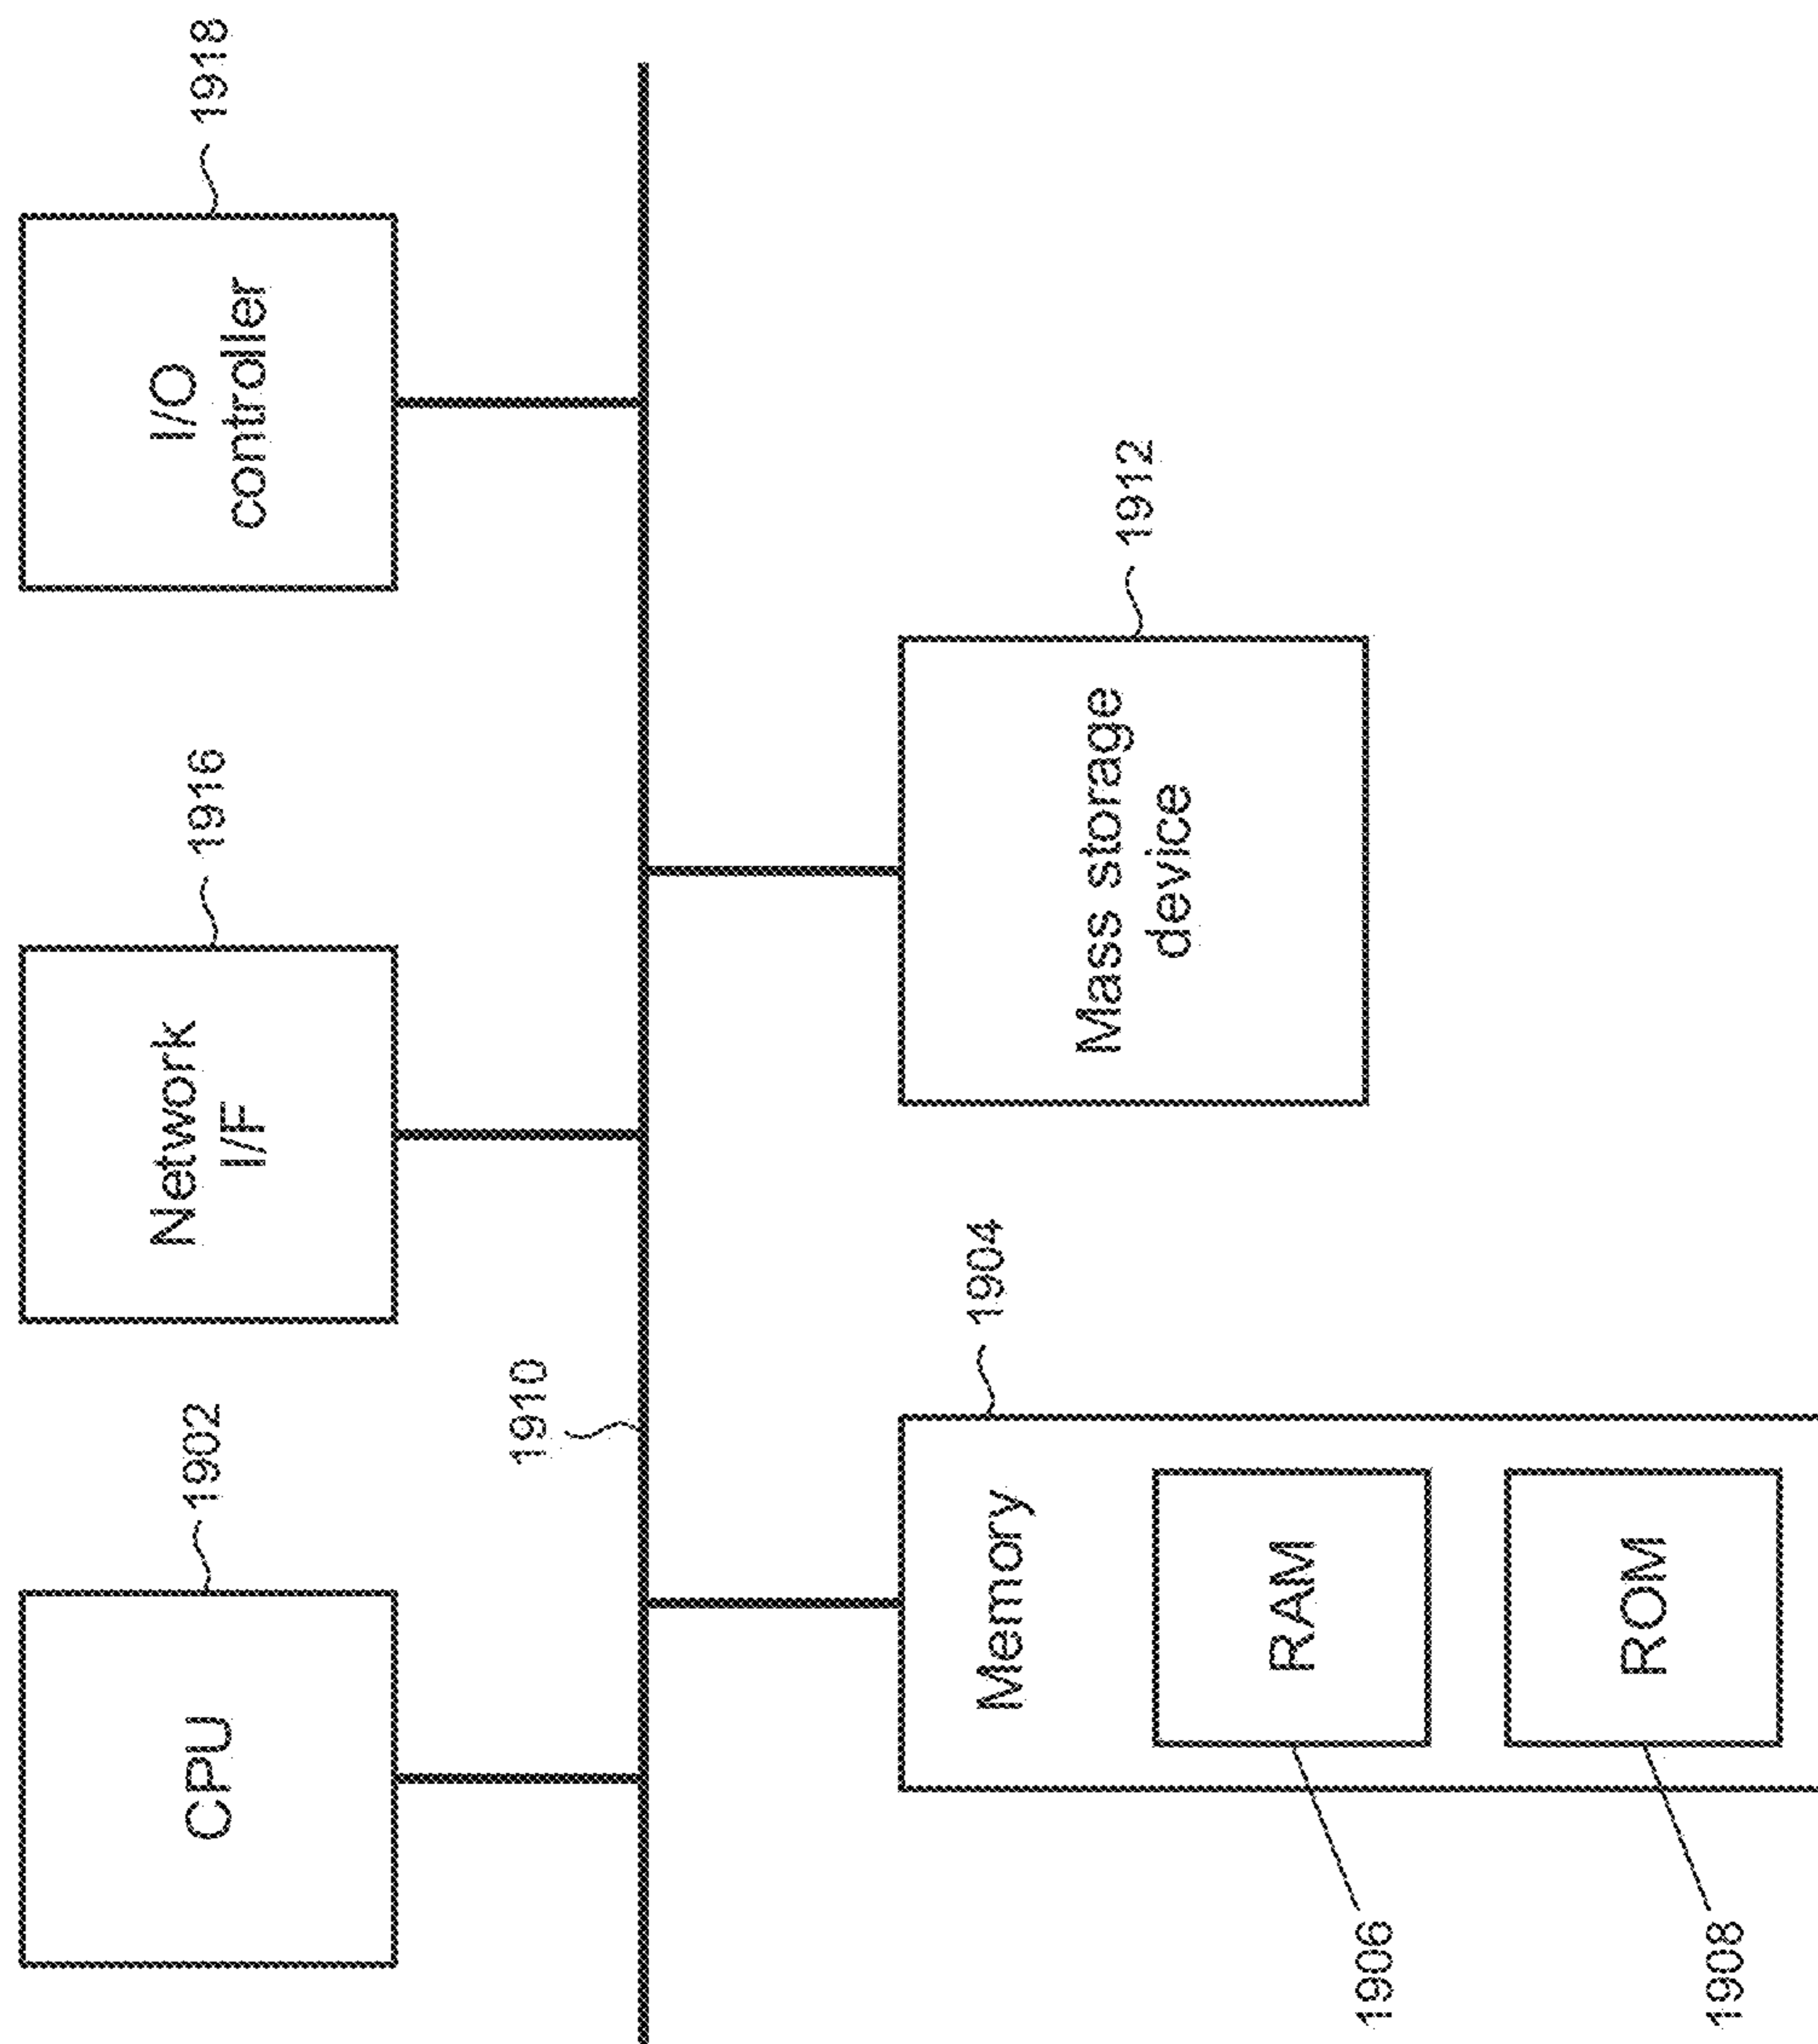 1902
CPU
1916
Network
I/F
1918
I/O
controller
1910
1904
Memory
1906
RAM
1908
ROM
1912
Mass storage
device